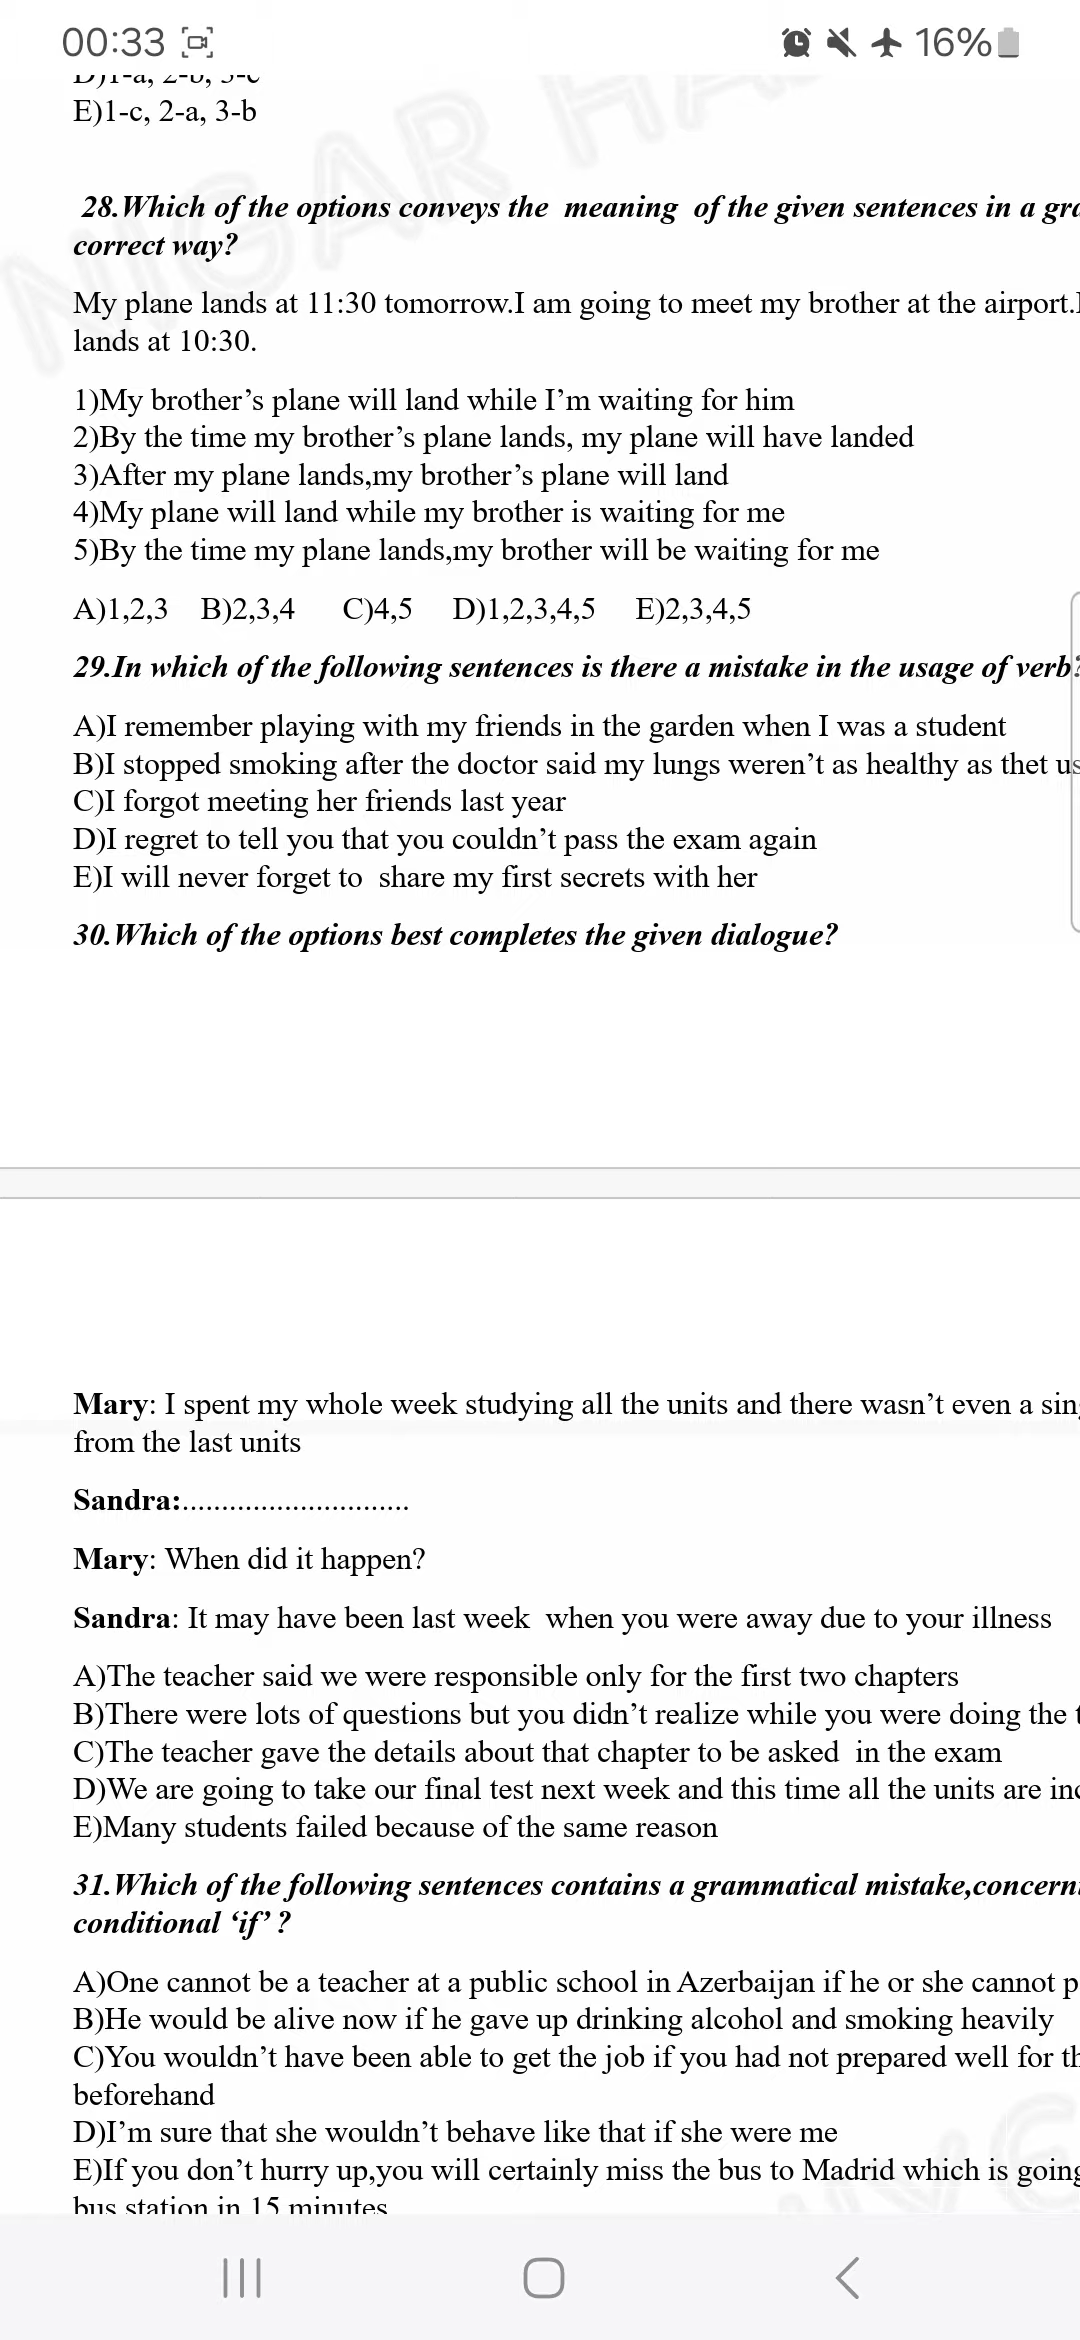 00:33
16%
E)1-c, 2-a, 3-b
NIGAR
28.Which of the options conveys the meaning of the given sentences in a
correct way?
My plane lands at 11:30 tomorrow.I am going to meet my brother at the airport.
lands at 10:30.
1)My brother’s plane will land while I’m waiting for him
2)By the time my brother’s plane lands, my plane will have landed
3)After my plane lands,my brother’s plane will land
4)My plane will land while my brother is waiting for me
5)By the time my plane lands,my brother will be waiting for me
A)1,2,3 B)2,3,4 C)4,5 D)1,2,3,4,5 E)2,3,4,5
29.In which of the following sentences is there a mistake in the usage of verb?
A)I remember playing with my friends in the garden when I was a student
B)I stopped smoking after the doctor said my lungs weren’t as healthy as thet
C)I forgot meeting her friends last year
D)I regret to tell you that you couldn’t pass the exam again
E)I will never forget to share my first secrets with her
30.Which of the options best completes the given dialogue?
Mary: I spent my whole week studying all the units and there wasn’t even a
from the last units
Sandra:.............................
Mary: When did it happen?
Sandra: It may have been last week when you were away due to your illness
A)The teacher said we were responsible only for the first two chapters
B)There were lots of questions but you didn’t realize while you were doing the
C)The teacher gave the details about that chapter to be asked in the exam
D)We are going to take our final test next week and this time all the units are
E)Many students failed because of the same reason
31.Which of the following sentences contains a grammatical mistake,
conditional ‘if’ ?
A)One cannot be a teacher at a public school in Azerbaijan if he or she cannot
B)He would be alive now if he gave up drinking alcohol and smoking heavily
C)You wouldn’t have been able to get the job if you had not prepared well for
beforehand
D)I’m sure that she wouldn’t behave like that if she were me
E)If you don’t hurry up,you will certainly miss the bus to Madrid which is going
bus station in 15 minutes